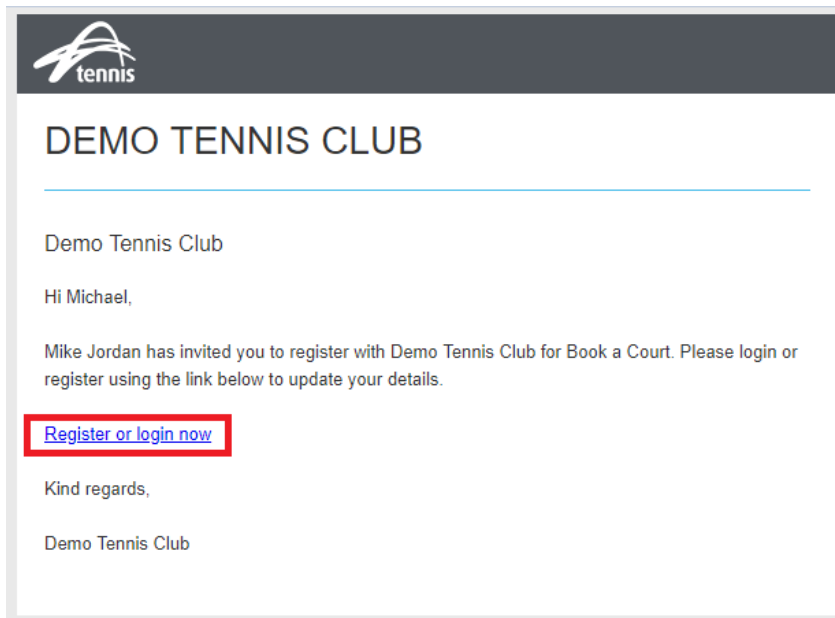 tennis
DEMO TENNIS CLUB
Demo Tennis Club
Hi Michael,
Mike Jordan has invited you to register with Demo Tennis Club for Book a Court. Please login or
register using the link below to update your details.
Register or login now
Kind regards,
Demo Tennis Club